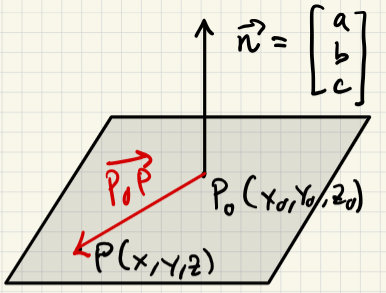 n⃗ = [a
b
c]
P₀P⃗
P₀(x₀,y₀,z₀)
P(x,y,z)